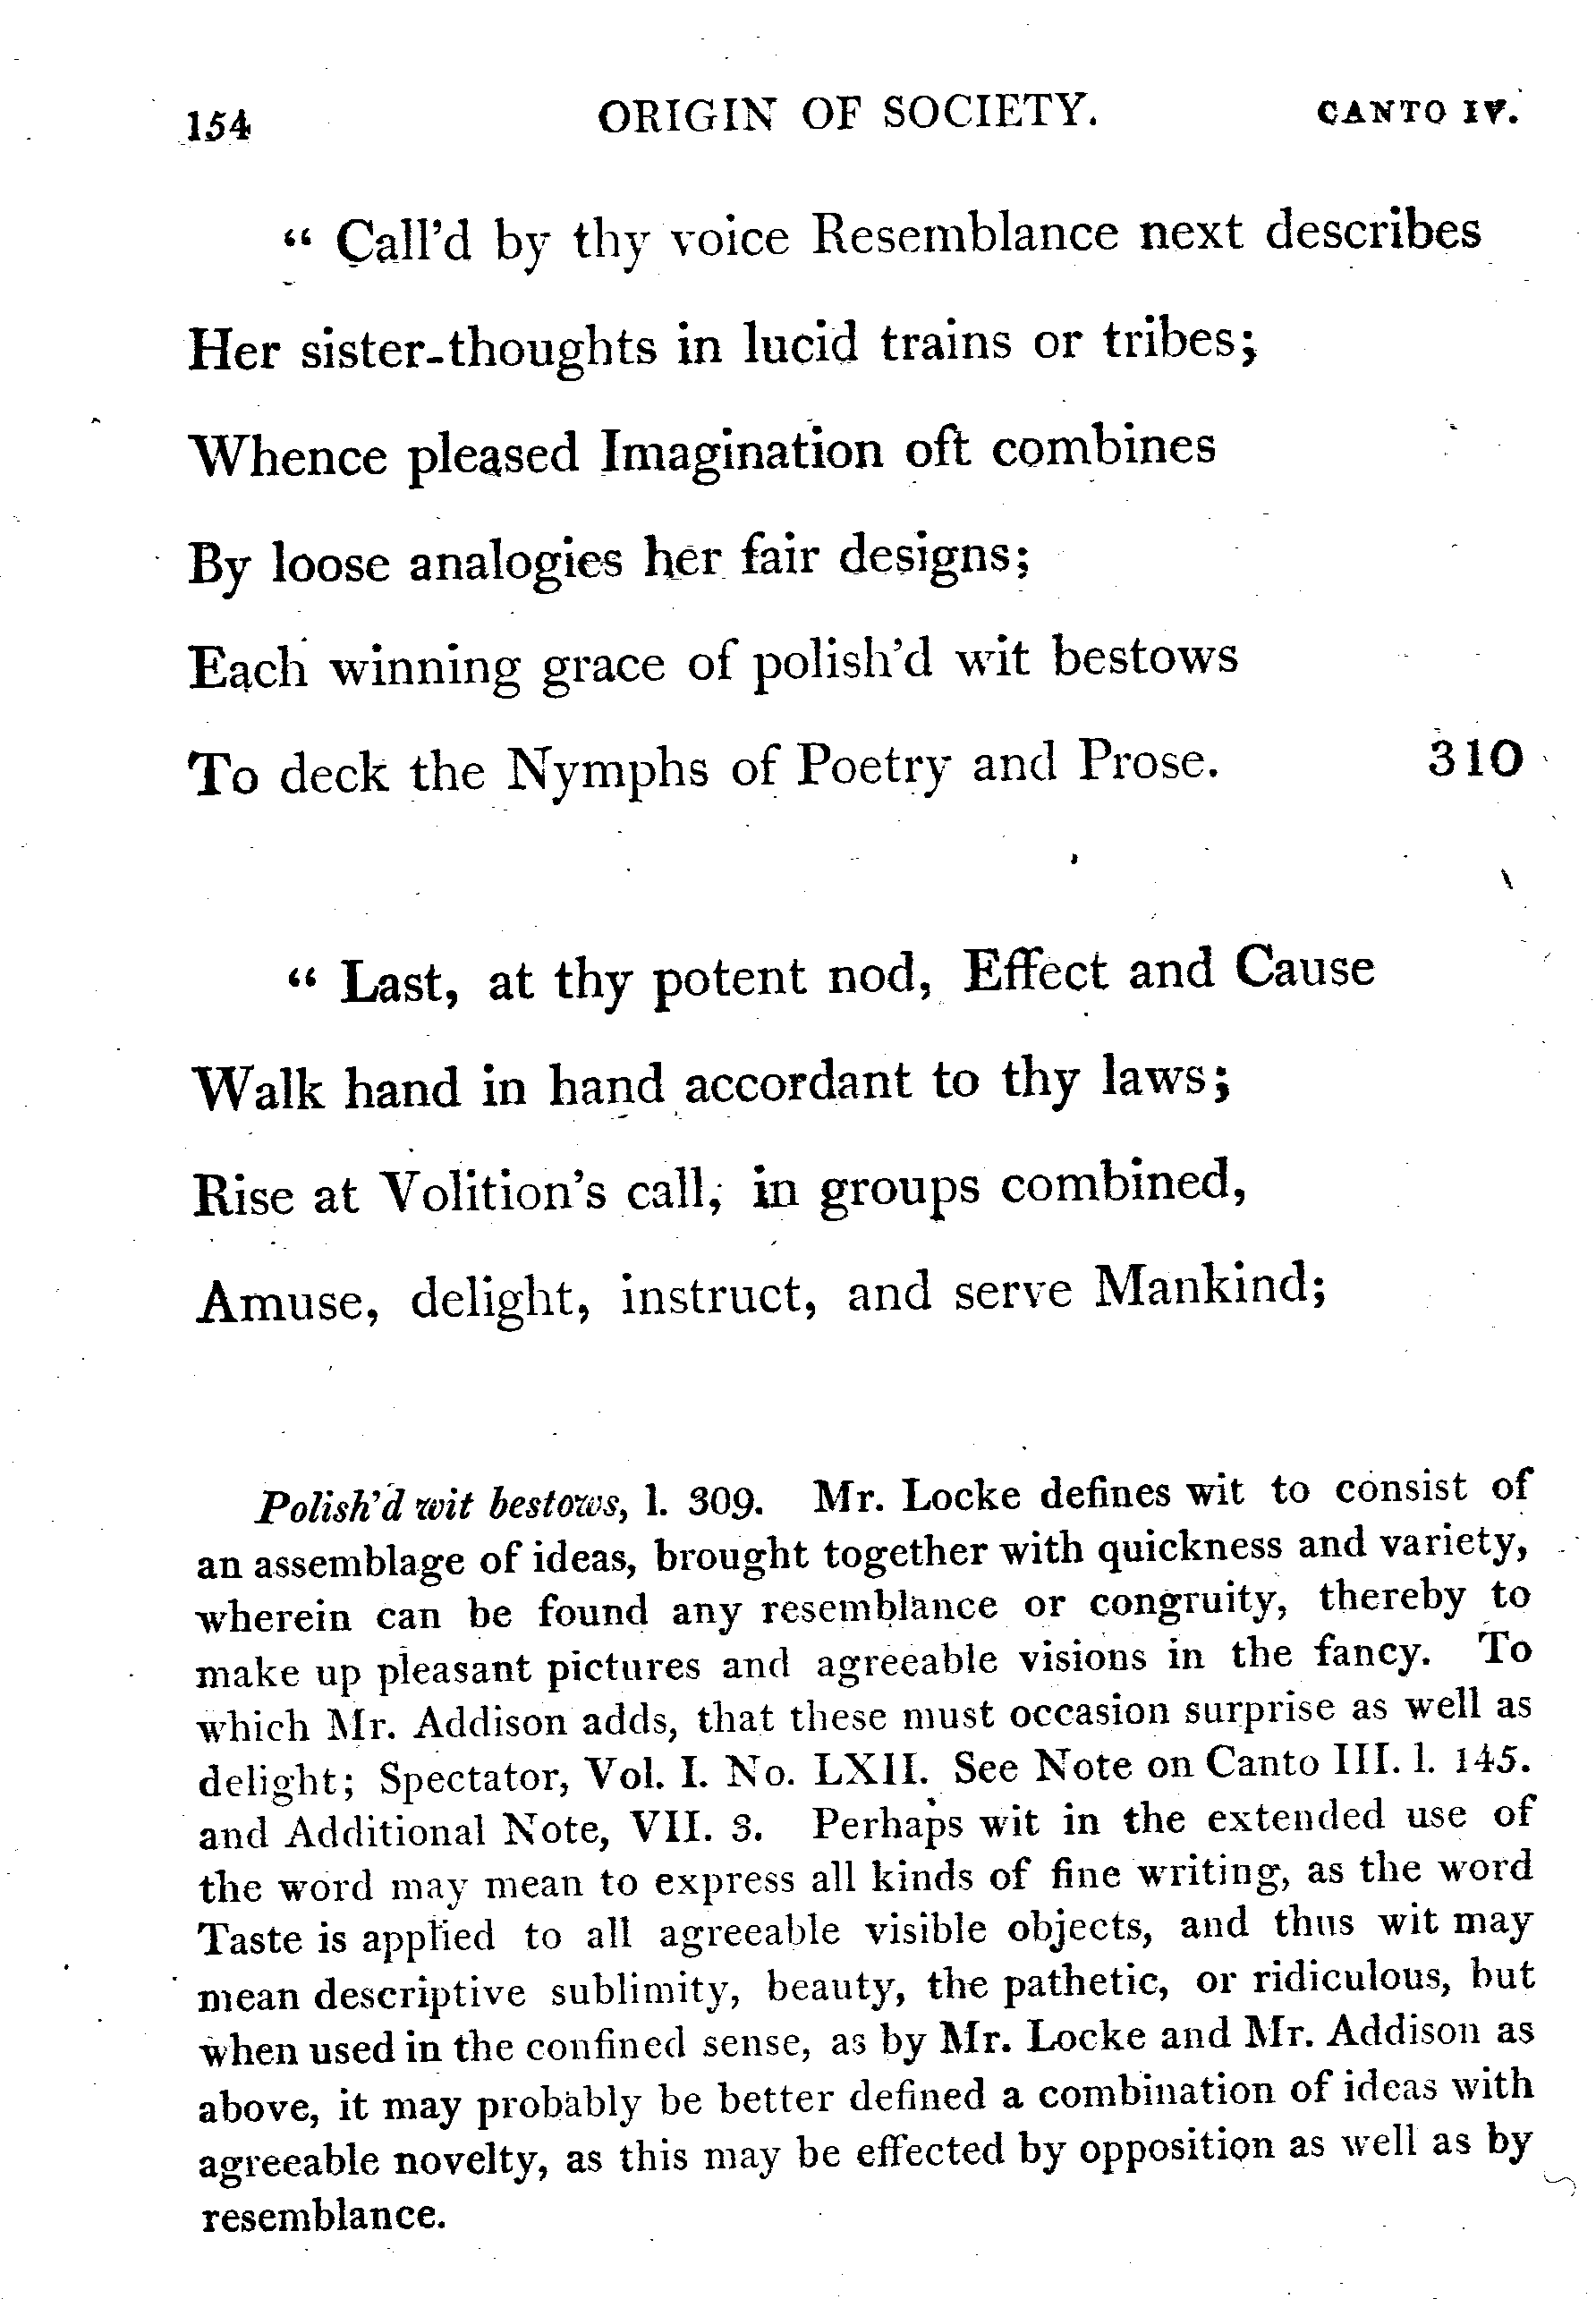 154 ORIGIN OF SOCIETY. CANTO IV.
“ Call’d by thy voice Resemblance next describes
Her sister-thoughts in lucid trains or tribes;
Whence pleased Imagination oft combines
By loose analogies her fair designs;
Each winning grace of polish’d wit bestows
To deck the Nymphs of Poetry and Prose. 310
“ Last, at thy potent nod, Effect and Cause
Walk hand in hand accordant to thy laws;
Rise at Volition’s call, in groups combined,
Amuse, delight, instruct, and serve Mankind;
Polish’d wit bestows, l. 309. Mr. Locke defines wit to consist of
an assemblage of ideas, brought together with quickness and variety,
wherein can be found any resemblance or congruity, thereby to
make up pleasant pictures and agreeable visions in the fancy. To
which Mr. Addison adds, that these must occasion surprise as well as
delight; Spectator, Vol. I. No. LXII. See Note on Canto III. l. 145.
and Additional Note, VII. 3. Perhaps wit in the extended use of
the word may mean to express all kinds of fine writing, as the word
Taste is applied to all agreeable visible objects, and thus wit may
mean descriptive sublimity, beauty, the pathetic, or ridiculous, but
when used in the confined sense, as by Mr. Locke and Mr. Addison as
above, it may probably be better defined a combination of ideas with
agreeable novelty, as this may be effected by opposition as well as by
resemblance.